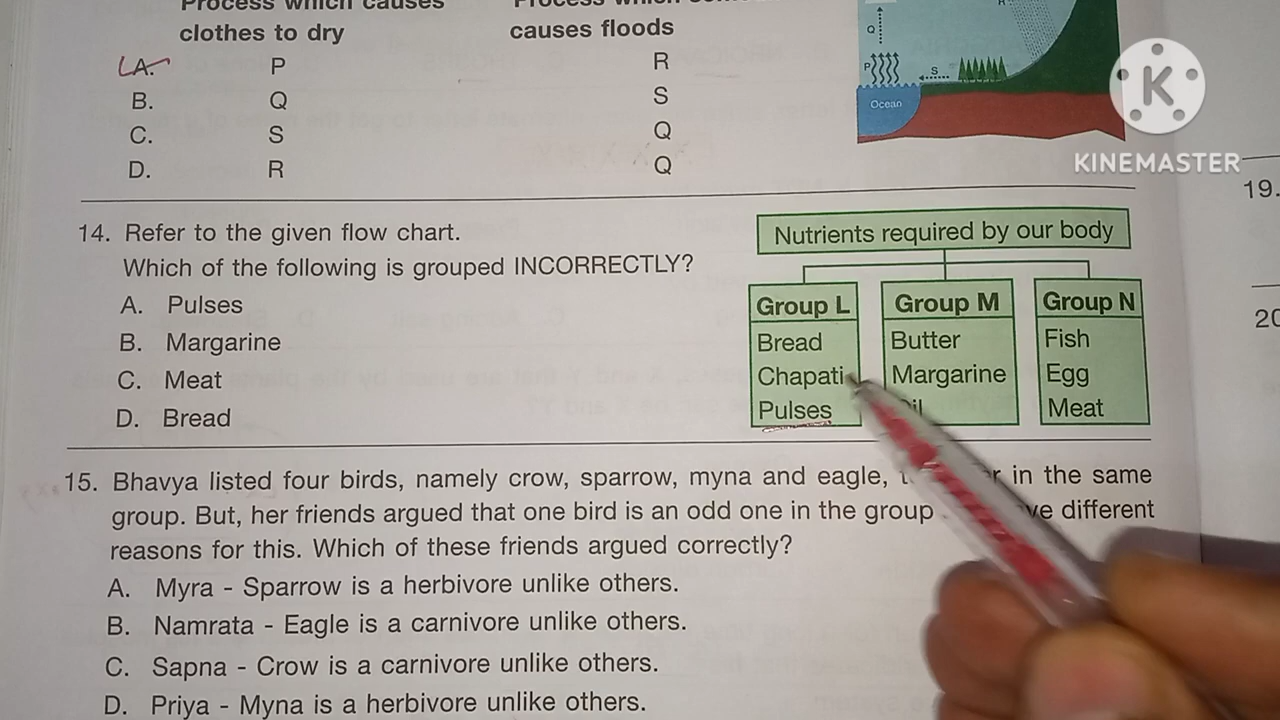 Process which causes
clothes to dry
causes floods
A. P R
B. Q S
C. S Q
D. R Q
Q
P
S
R
Ocean
K
KINEMASTER
19.
20
14. Refer to the given flow chart.
Which of the following is grouped INCORRECTLY?
A. Pulses
B. Margarine
C. Meat
D. Bread
Nutrients required by our body
Group L
Bread
Chapati
Pulses
Group M
Butter
Margarine
Group N
Fish
Egg
Meat
15. Bhavya listed four birds, namely crow, sparrow, myna and eagle, in the same
group. But, her friends argued that one bird is an odd one in the group different
reasons for this. Which of these friends argued correctly?
A. Myra - Sparrow is a herbivore unlike others.
B. Namrata - Eagle is a carnivore unlike others.
C. Sapna - Crow is a carnivore unlike others.
D. Priya - Myna is a herbivore unlike others.